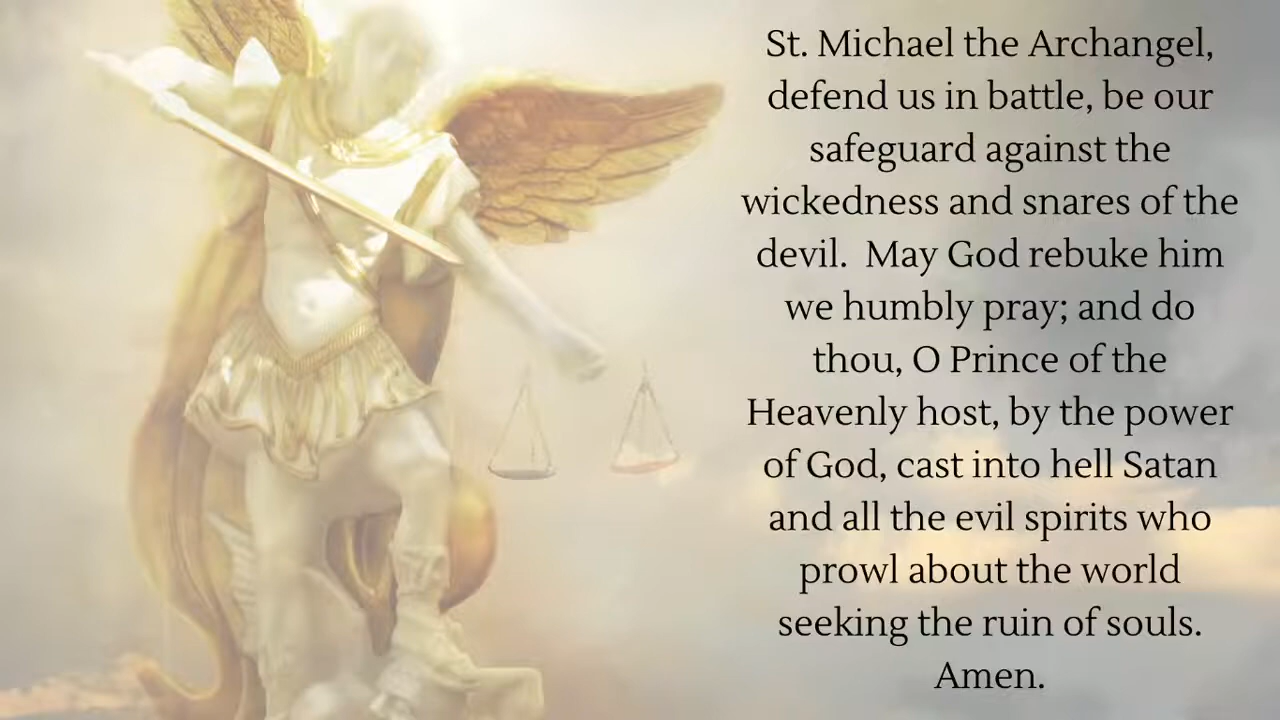 St. Michael the Archangel,
defend us in battle, be our
safeguard against the
wickedness and snares of the
devil.  May God rebuke him
we humbly pray; and do
thou, O Prince of the
Heavenly host, by the power
of God, cast into hell Satan
and all the evil spirits who
prowl about the world
seeking the ruin of souls.
Amen.